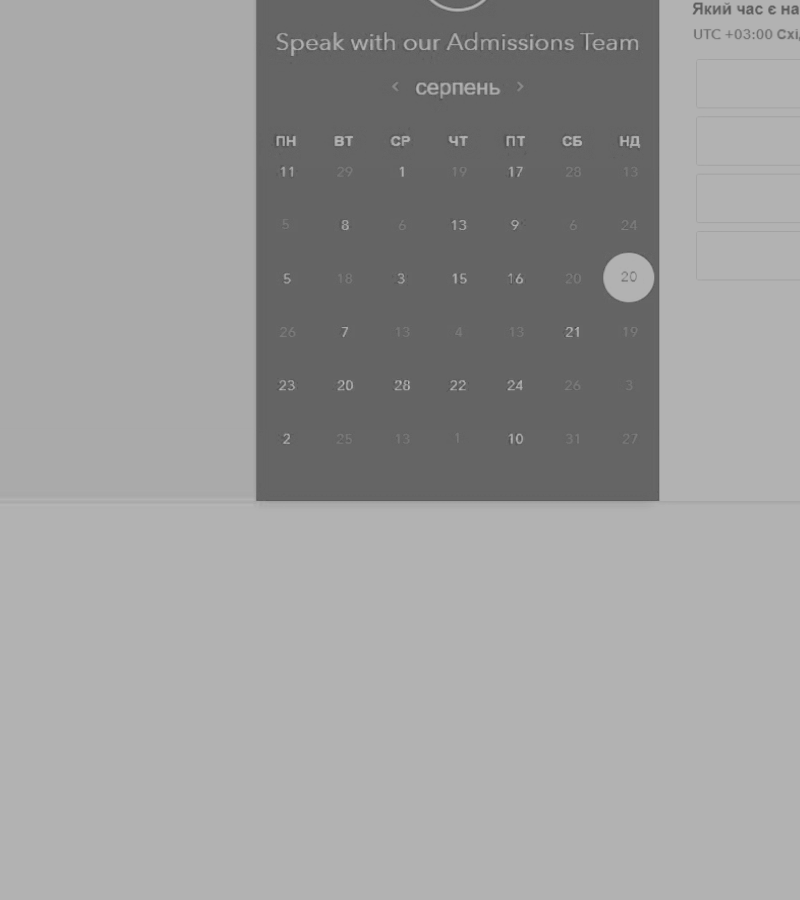 Який час є на
Speak with our Admissions Team
UTC +03:00 Схі
серпень
ПН ВТ СР ЧТ ПТ СБ НД
11 29 1 19 17 28 13
5 8 6 13 9 6 24
5 18 3 15 16 20 20
26 7 13 4 13 21 19
23 20 28 22 24 26 3
2 25 13 1 10 31 27